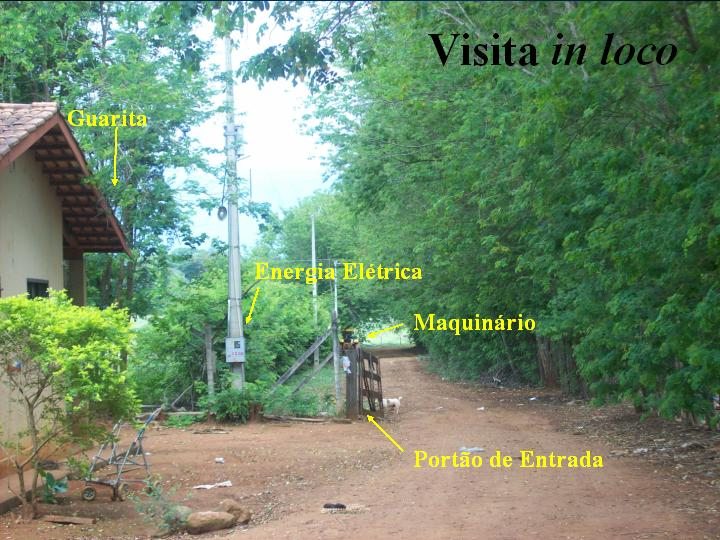 Visita in loco
Guarita
Energia Elétrica
Maquinário
Portão de Entrada